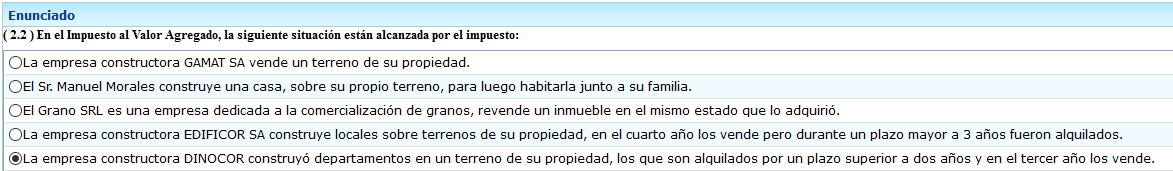 Enunciado
( 2.2 ) En el Impuesto al Valor Agregado, la siguiente situación están alcanzada por el impuesto:
La empresa constructora GAMAT SA vende un terreno de su propiedad.
El Sr. Manuel Morales construye una casa, sobre su propio terreno, para luego habitarla junto a su familia.
El Grano SRL es una empresa dedicada a la comercialización de granos, revende un inmueble en el mismo estado que lo adquirió.
La empresa constructora EDIFICOR SA construye locales sobre terrenos de su propiedad, en el cuarto año los vende pero durante un plazo mayor a 3 años fueron alquilados.
La empresa constructora DINOCOR construyó departamentos en un terreno de su propiedad, los que son alquilados por un plazo superior a dos años y en el tercer año los vende.